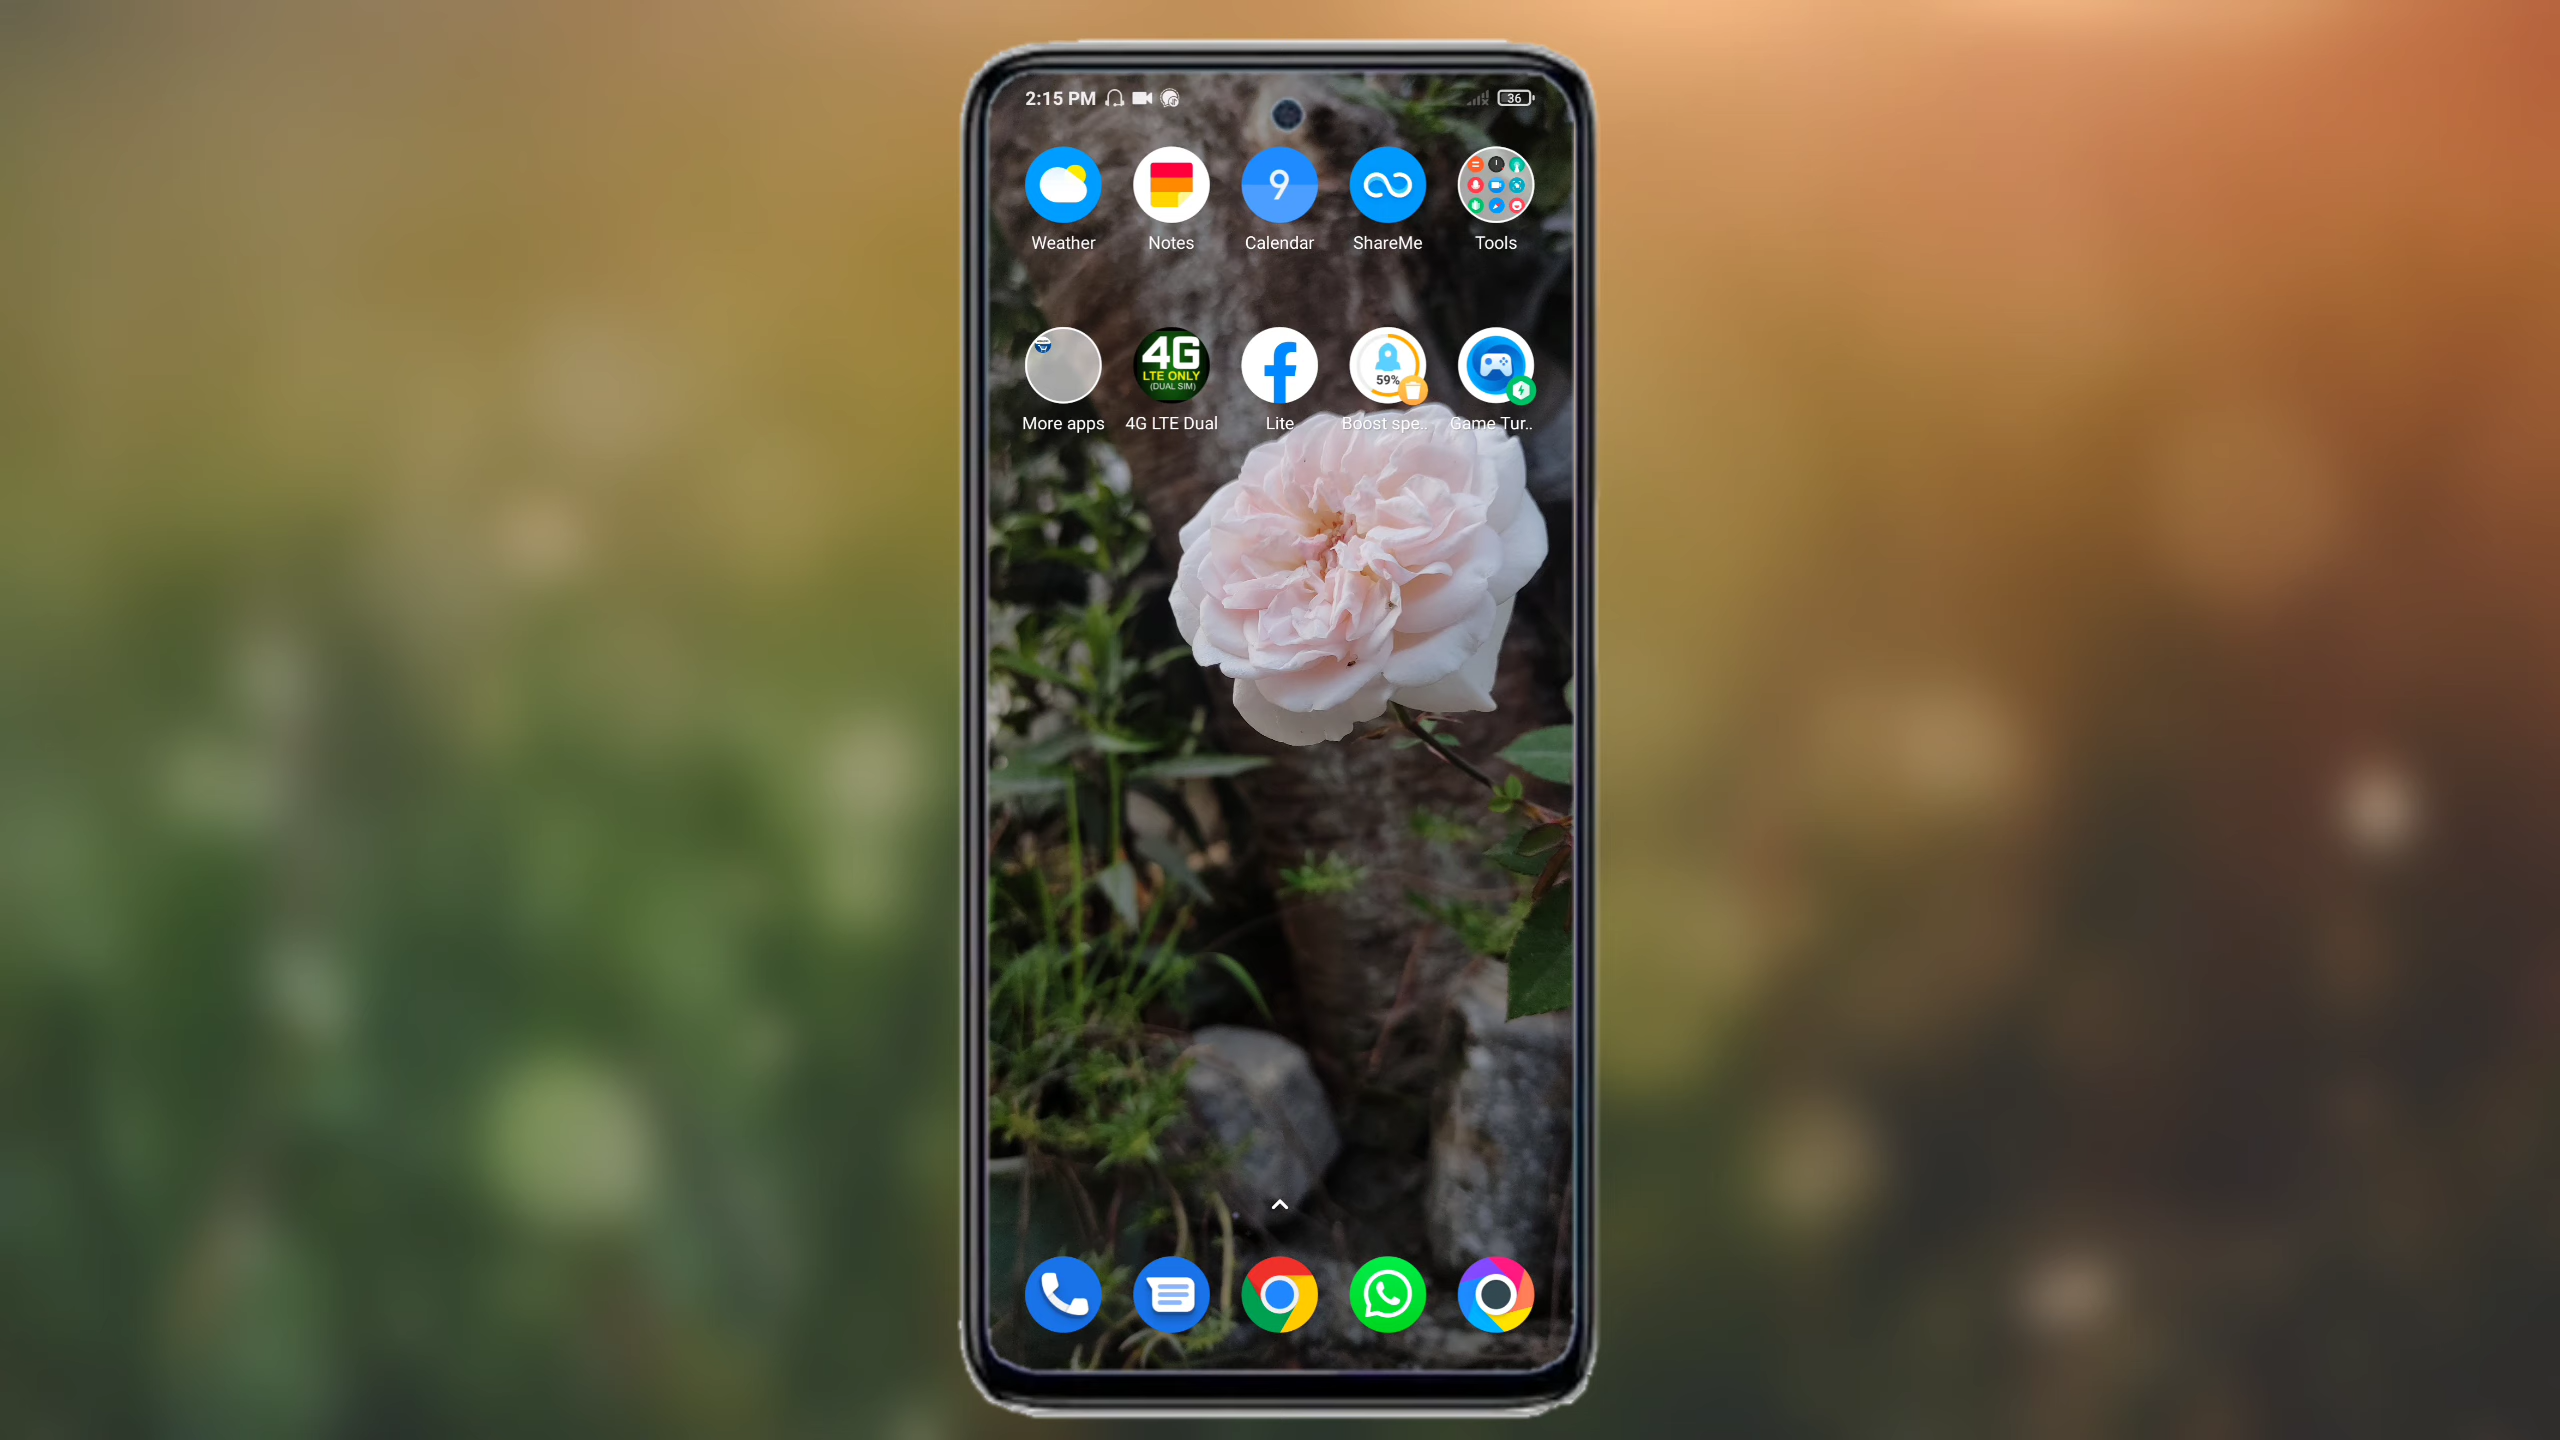 2:15 PM 36
9
Weather Notes Calendar ShareMe Tools
4G
LTE ONLY
(DUAL SIM)
59%
More apps 4G LTE Dual Lite Boost spe.. Game Tur..